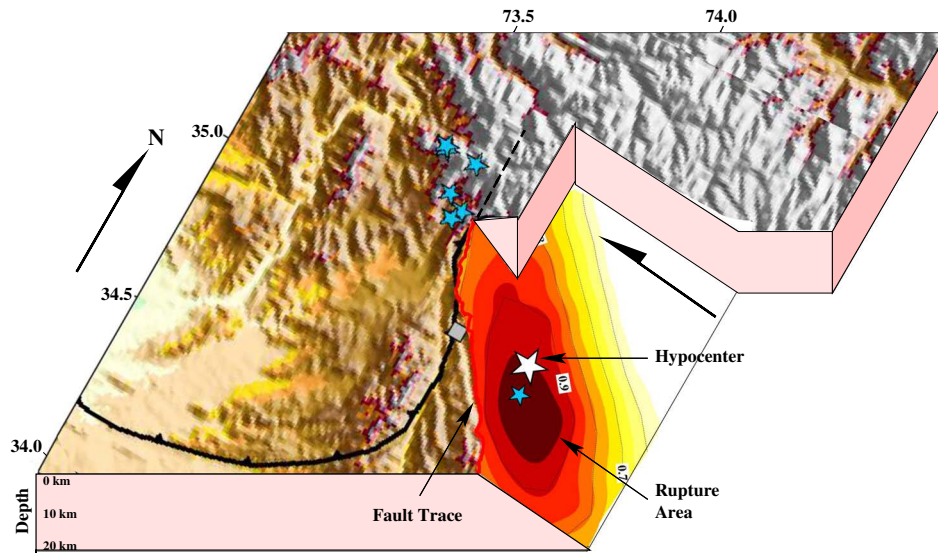 73.5
74.0
N
35.0
34.5
Hypocenter
0.9
34.0
0.7
0 km
Rupture
Area
Depth
10 km
Fault Trace
20 km